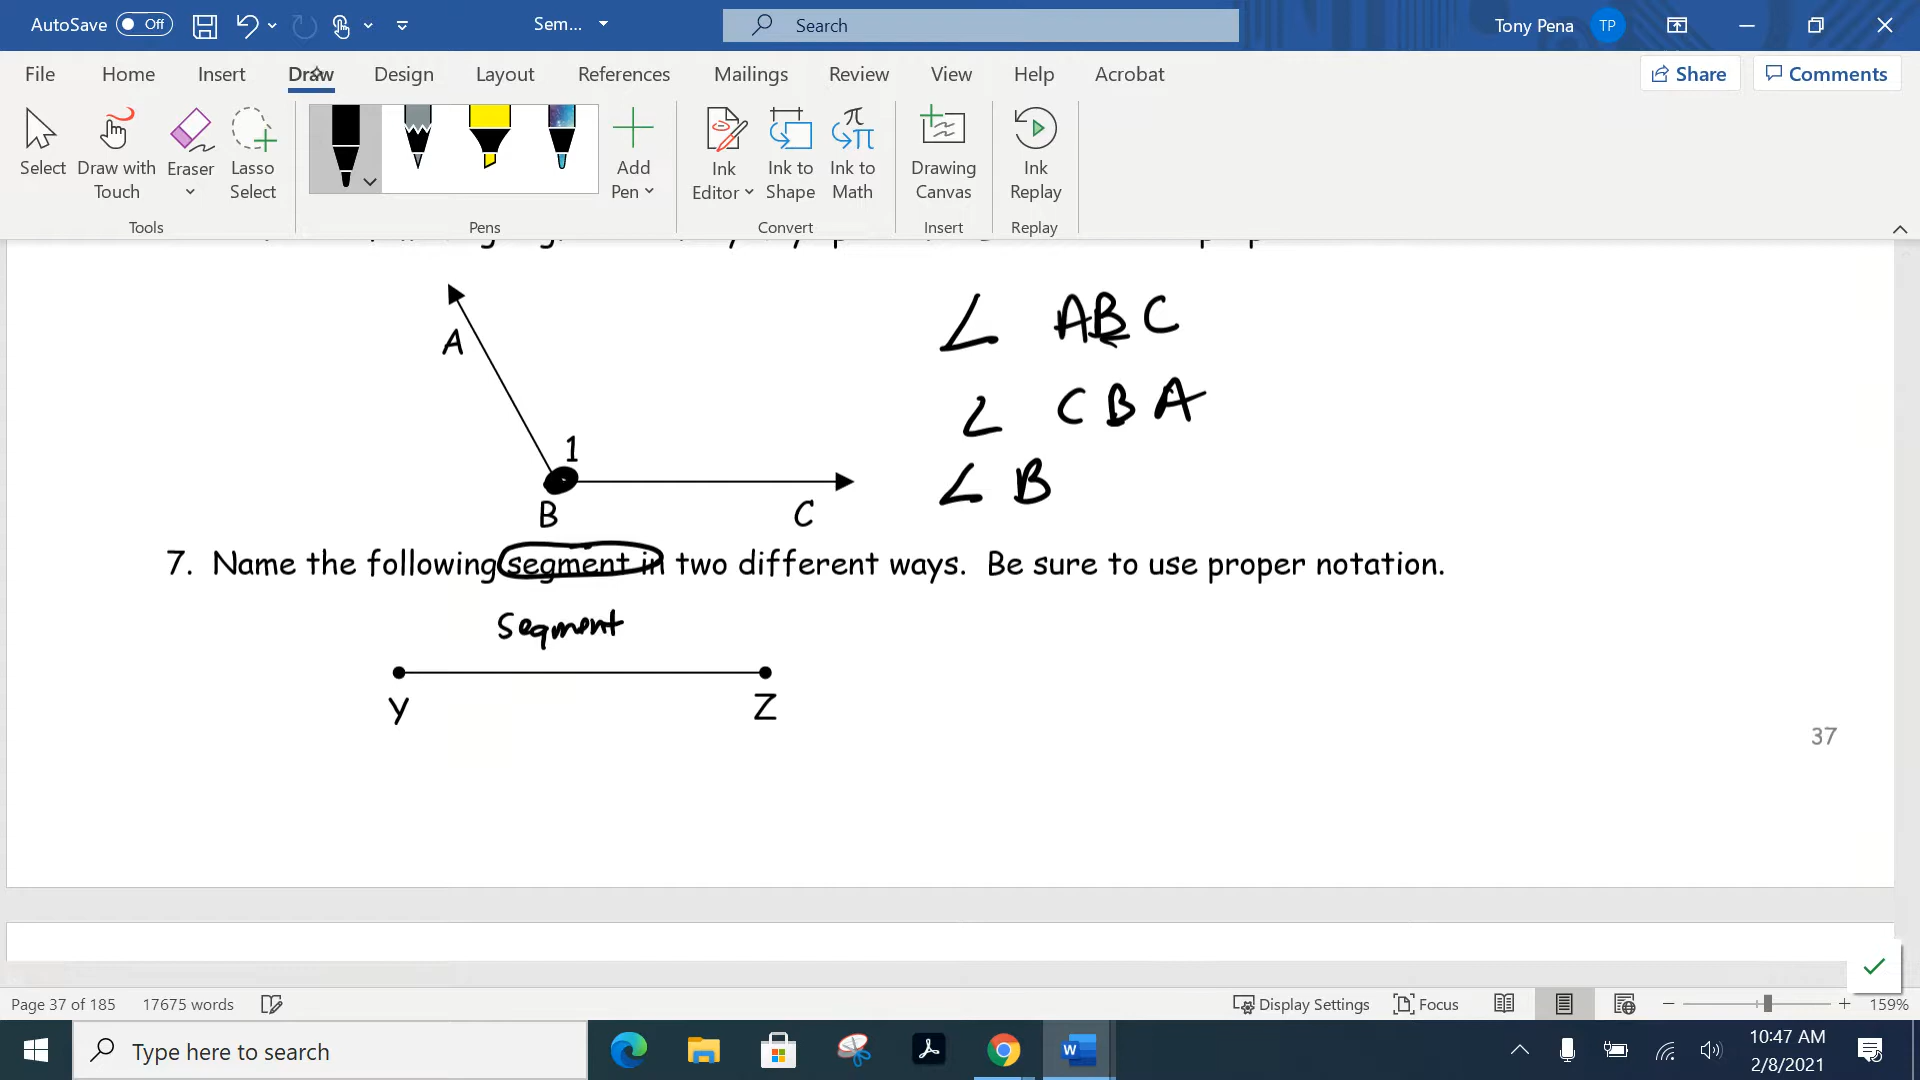 AutoSave Off Sem... Search Tony Pena TP
File Home Insert Draw Design Layout References Mailings Review View Help Acrobat Share Comments
Select Draw with Touch Eraser Lasso Select Add Pen Ink Editor Ink to Shape Ink to Math Drawing Canvas Ink Replay
Tools Pens Convert Insert Replay
∠ ABC
A
∠ CBA
1
∠ B
B C
7. Name the following segment in two different ways. Be sure to use proper notation.
Segment
Y Z
37
Page 37 of 185 17675 words Display Settings Focus 159%
Type here to search 10:47 AM
2/8/2021